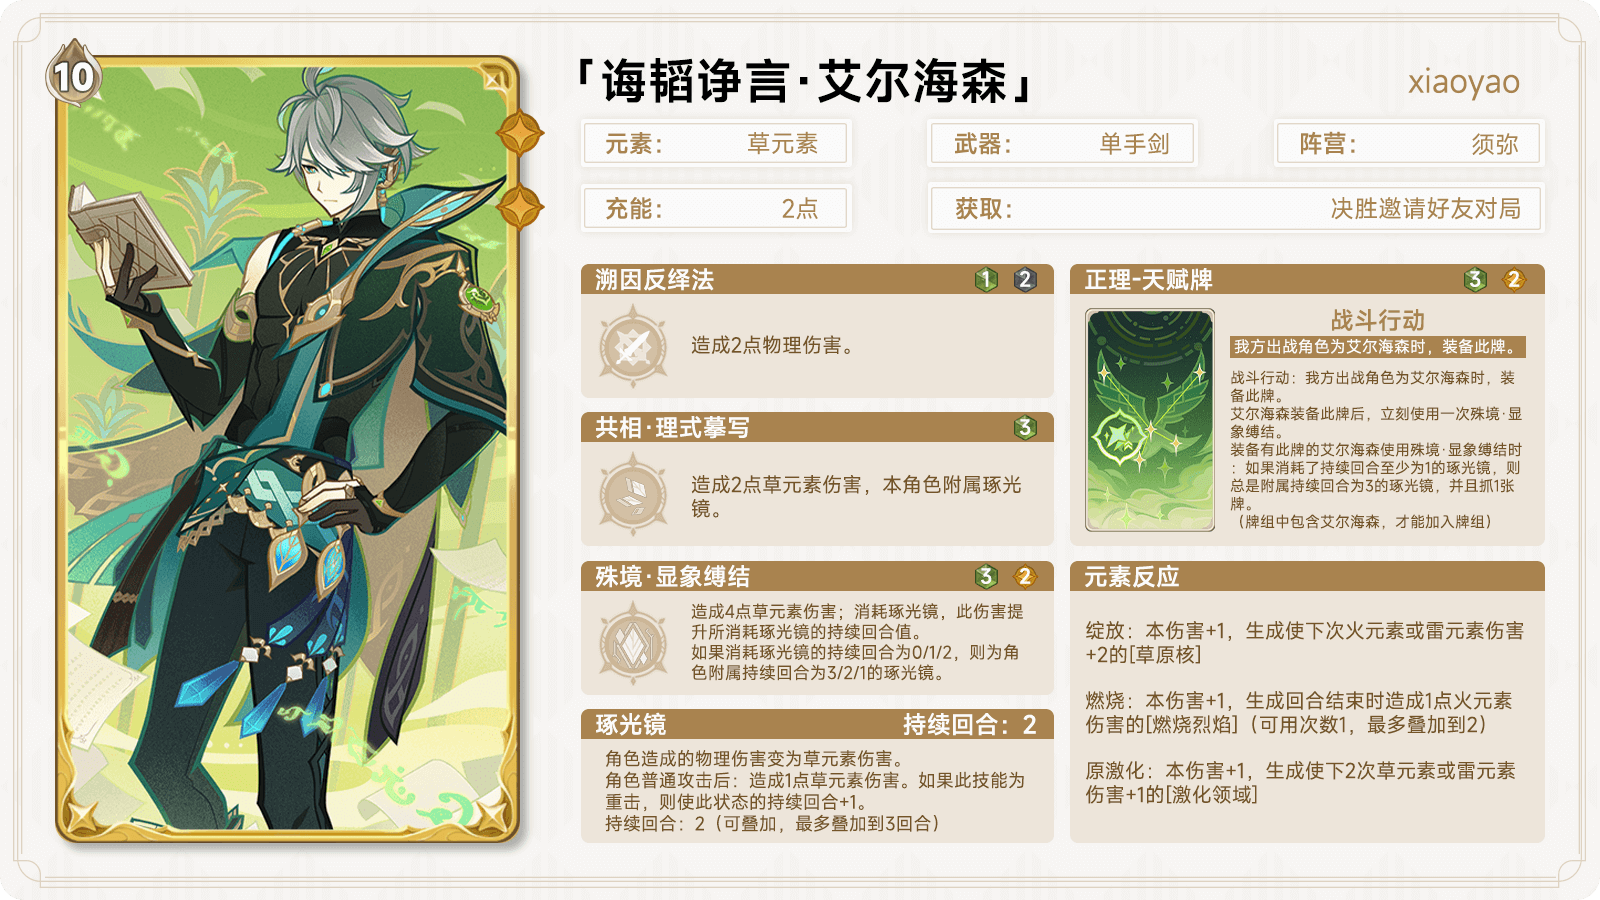 10
「诲韬诤言·艾尔海森」
xiaoyao
元素： 草元素
武器： 单手剑
阵营： 须弥
充能： 2点
获取： 决胜邀请好友对局
溯因反绎法 1 2
造成2点物理伤害。
共相·理式摹写 3
造成2点草元素伤害，本角色附属琢光
镜。
殊境·显象缚结 3 2
造成4点草元素伤害；消耗琢光镜，此伤害提
升所消耗琢光镜的持续回合值。
如果消耗琢光镜的持续回合为0/1/2，则为角
色附属持续回合为3/2/1的琢光镜。
琢光镜 持续回合：2
角色造成的物理伤害变为草元素伤害。
角色普通攻击后：造成1点草元素伤害。如果此技能为
重击，则使此状态的持续回合+1。
持续回合：2（可叠加，最多叠加到3回合）
正理-天赋牌 3 2
战斗行动
我方出战角色为艾尔海森时，装备此牌。
战斗行动：我方出战角色为艾尔海森时，装
备此牌。
艾尔海森装备此牌后，立刻使用一次殊境·显
象缚结。
装备有此牌的艾尔海森使用殊境·显象缚结时
：如果消耗了持续回合至少为1的琢光镜，则
总是附属持续回合为3的琢光镜，并且抓1张
牌。
（牌组中包含艾尔海森，才能加入牌组）
元素反应
绽放：本伤害+1，生成使下次火元素或雷元素伤害
+2的[草原核]
燃烧：本伤害+1，生成回合结束时造成1点火元素
伤害的[燃烧烈焰]（可用次数1，最多叠加到2）
原激化：本伤害+1，生成使下2次草元素或雷元素
伤害+1的[激化领域]